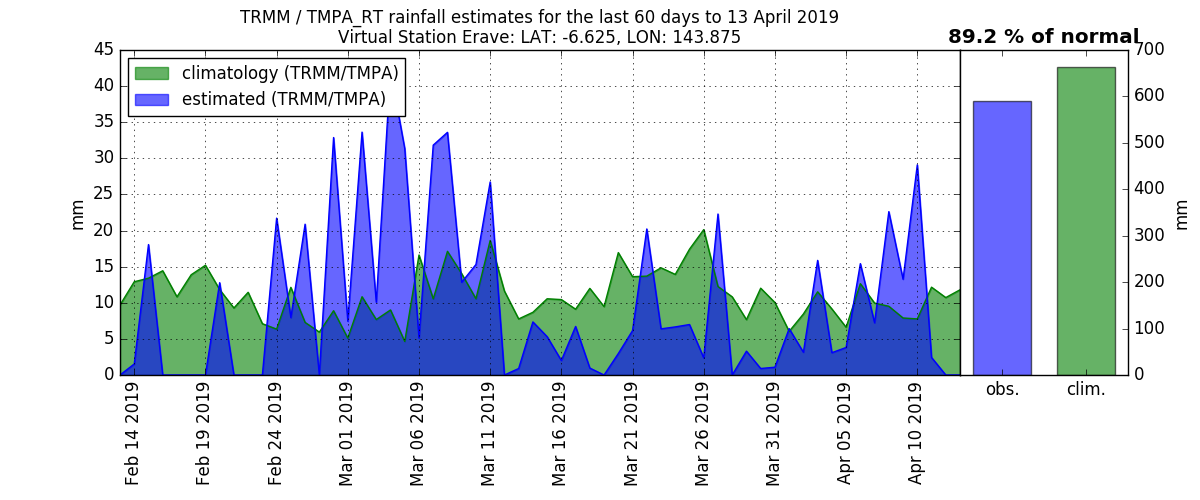 TRMM / TMPA_RT rainfall estimates for the last 60 days to 13 April 2019
Virtual Station Erave: LAT: -6.625, LON: 143.875
89.2 % of normal
climatology (TRMM/TMPA)
estimated (TRMM/TMPA)
45
40
35
30
25
20
15
10
5
0
mm
Feb 14 2019
Feb 19 2019
Feb 24 2019
Mar 01 2019
Mar 06 2019
Mar 11 2019
Mar 16 2019
Mar 21 2019
Mar 26 2019
Mar 31 2019
Apr 05 2019
Apr 10 2019
obs.
clim.
700
600
500
400
300
200
100
0
mm